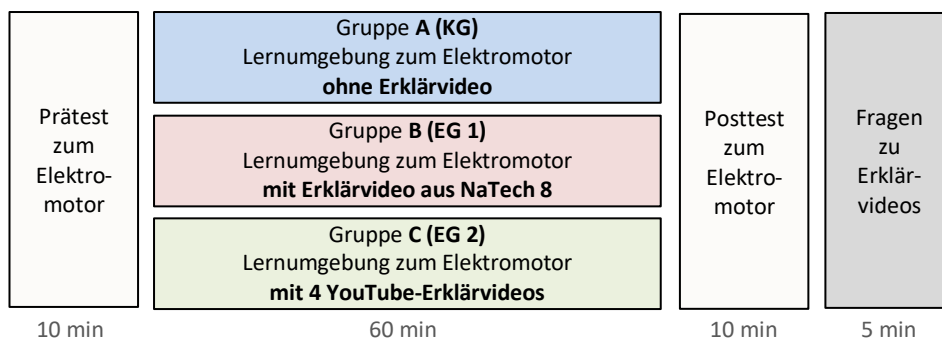 Prätest
zum
Elektro-
motor
Gruppe A (KG)
Lernumgebung zum Elektromotor
ohne Erklärvideo
Gruppe B (EG 1)
Lernumgebung zum Elektromotor
mit Erklärvideo aus NaTech 8
Gruppe C (EG 2)
Lernumgebung zum Elektromotor
mit 4 YouTube-Erklärvideos
Posttest
zum
Elektro-
motor
Fragen
zu
Erklär-
videos
10 min
60 min
10 min
5 min